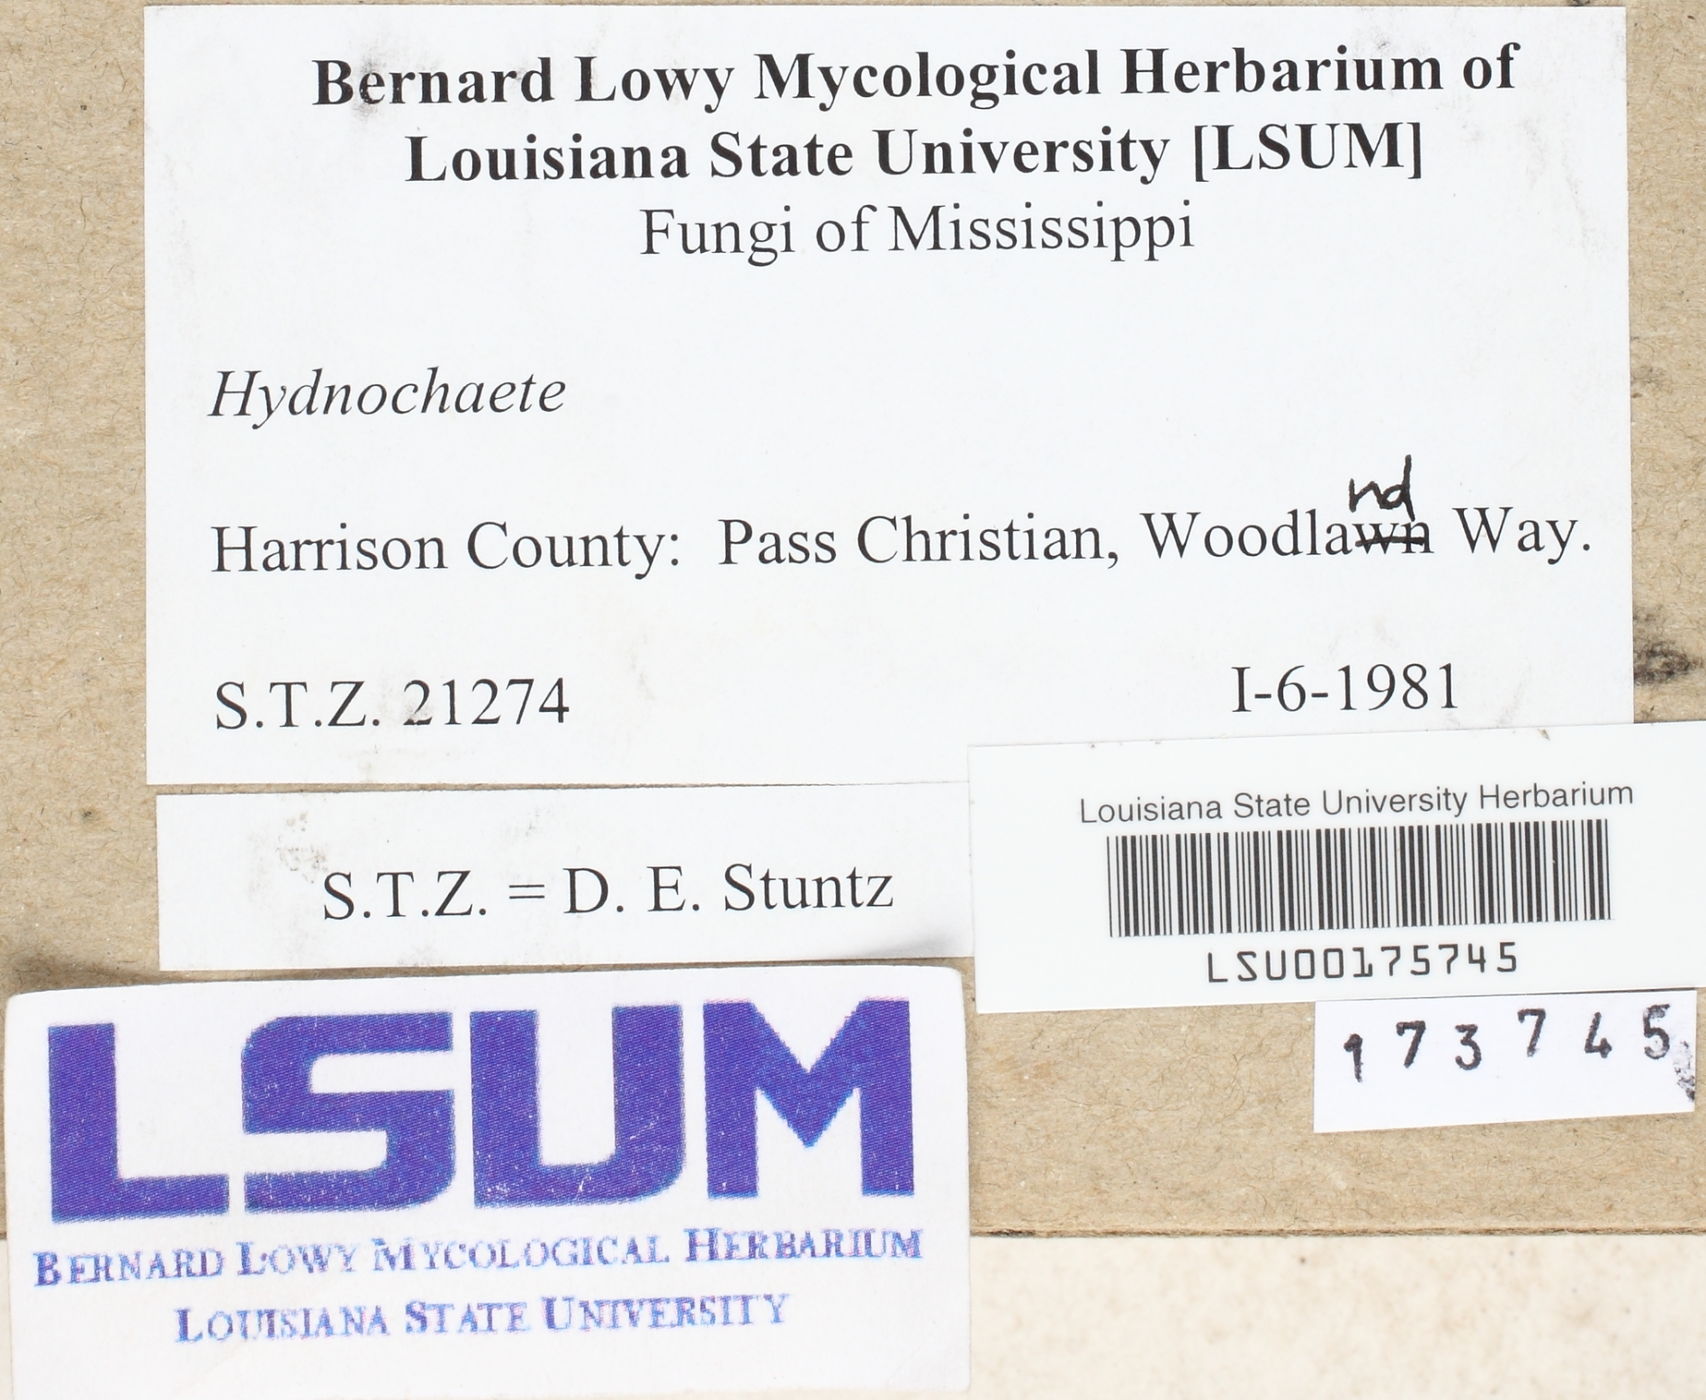 Bernard Lowy Mycological Herbarium of
Louisiana State University [LSUM]
Fungi of Mississippi
Hydnochaete
nd
Harrison County: Pass Christian, Woodlawn Way.
S.T.Z. 21274
I-6-1981
S.T.Z. = D. E. Stuntz
Louisiana State University Herbarium
LSU00175745
173745
LSUM
BERNARD LOWY MYCOLOGICAL HERBARIUM
LOUISIANA STATE UNIVERSITY